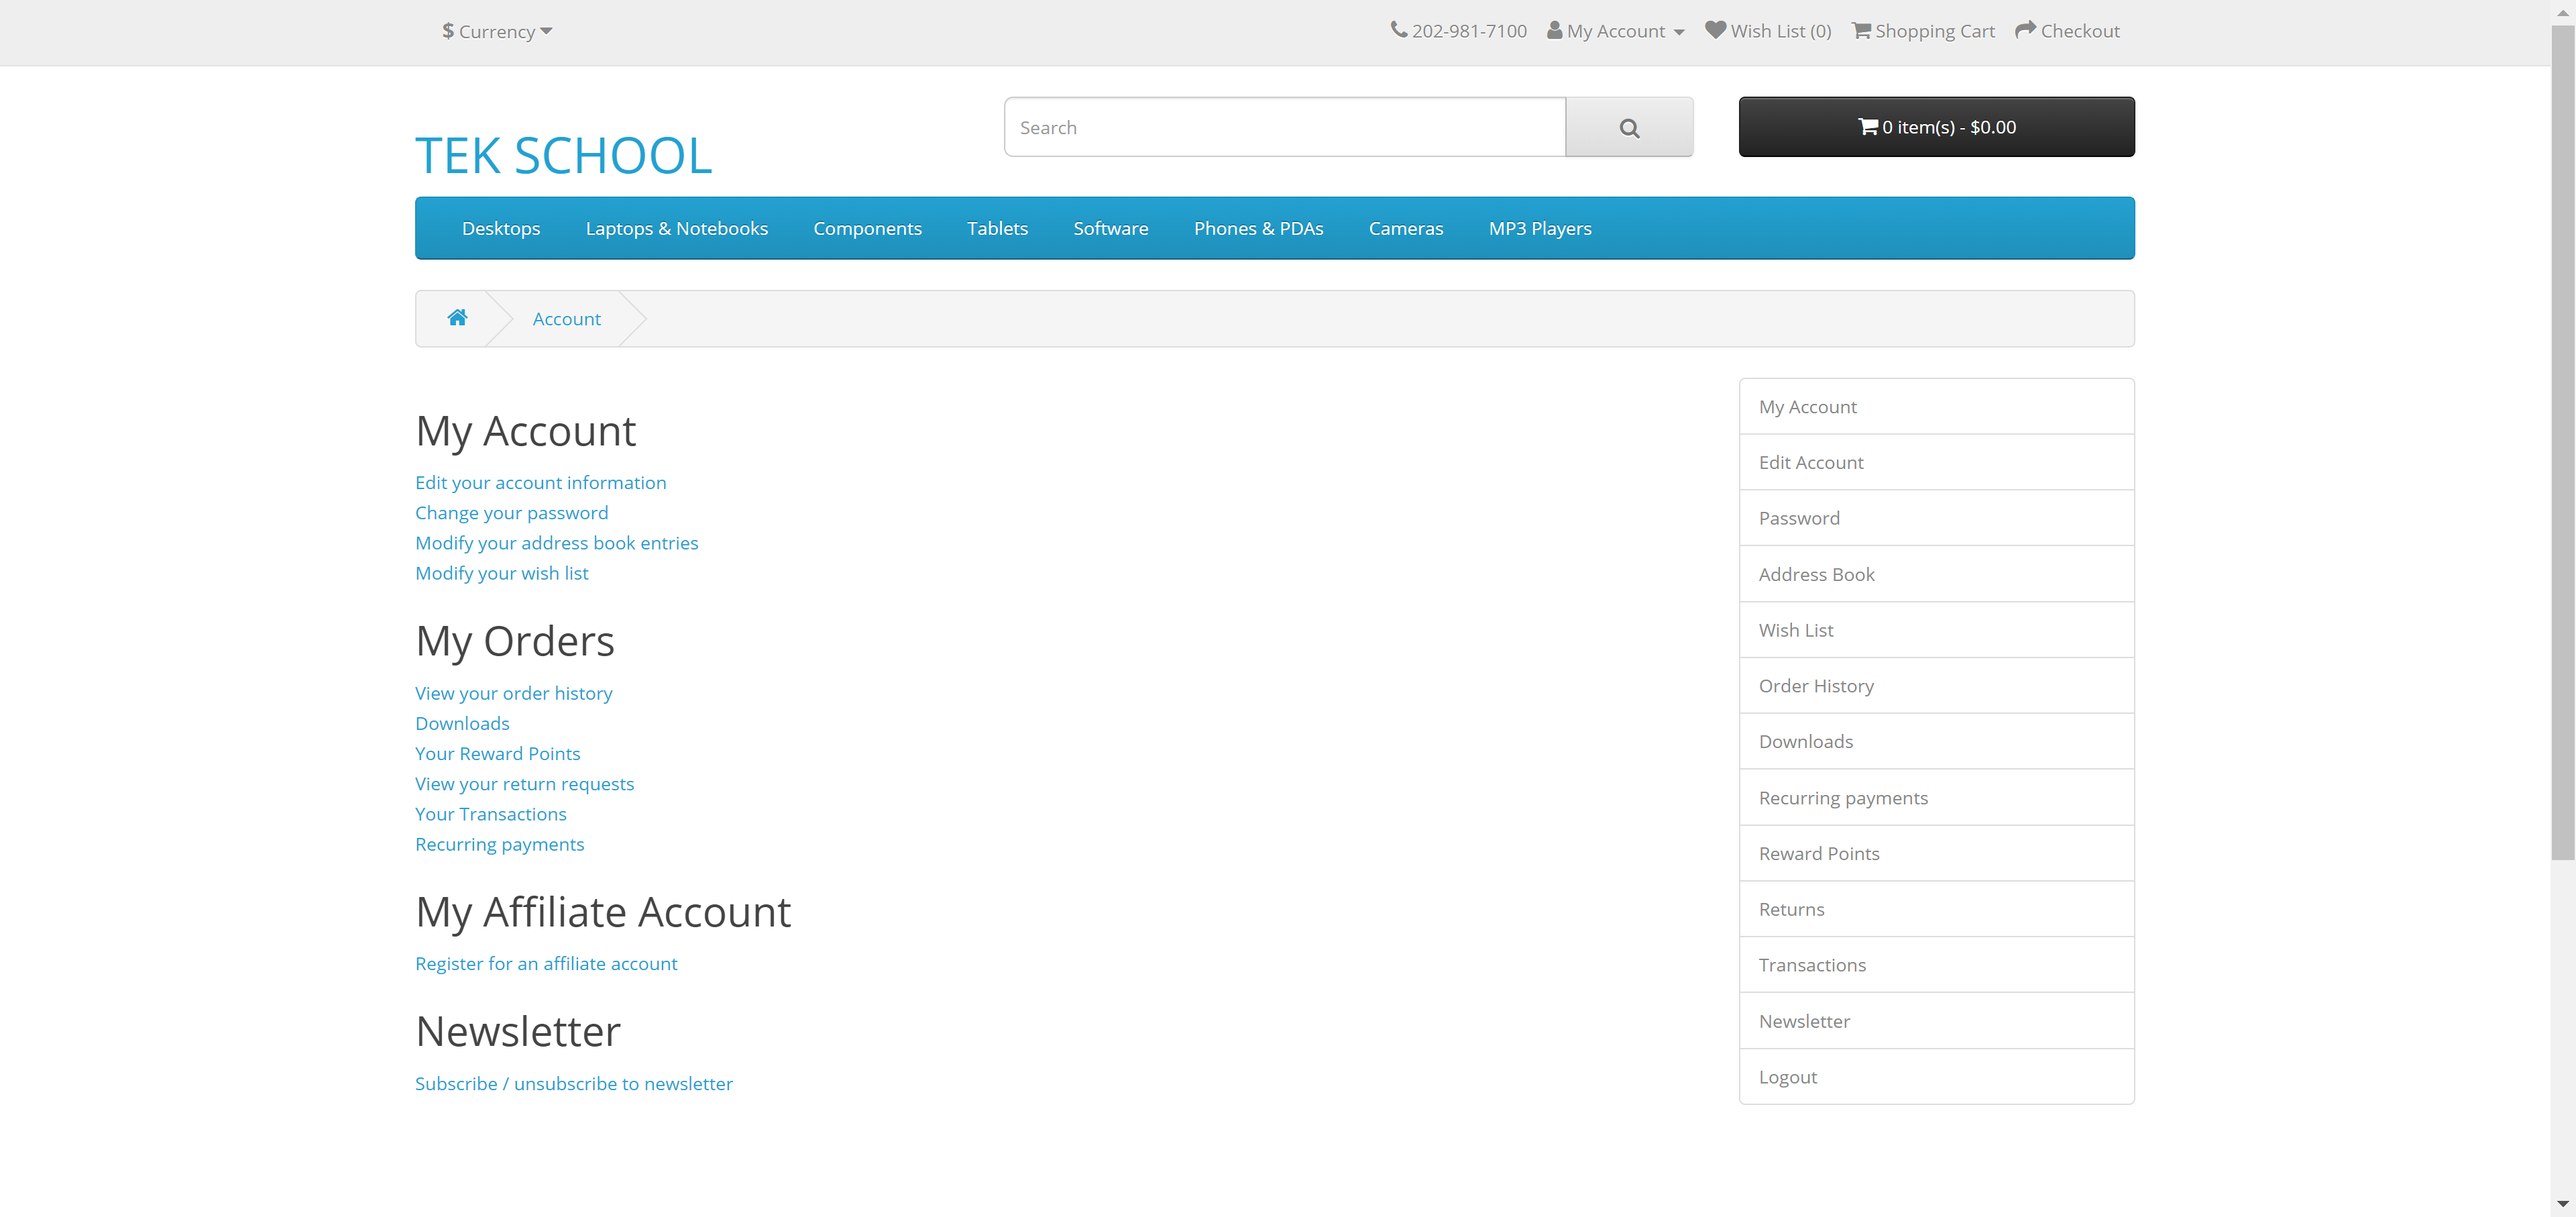 $ Currency
202-981-7100 My Account Wish List (0) Shopping Cart Checkout
TEK SCHOOL
Search
0 item(s) - $0.00
Desktops Laptops & Notebooks Components Tablets Software Phones & PDAs Cameras MP3 Players
Account
My Account
Edit your account information
Change your password
Modify your address book entries
Modify your wish list
My Orders
View your order history
Downloads
Your Reward Points
View your return requests
Your Transactions
Recurring payments
My Affiliate Account
Register for an affiliate account
Newsletter
Subscribe / unsubscribe to newsletter
My Account
Edit Account
Password
Address Book
Wish List
Order History
Downloads
Recurring payments
Reward Points
Returns
Transactions
Newsletter
Logout